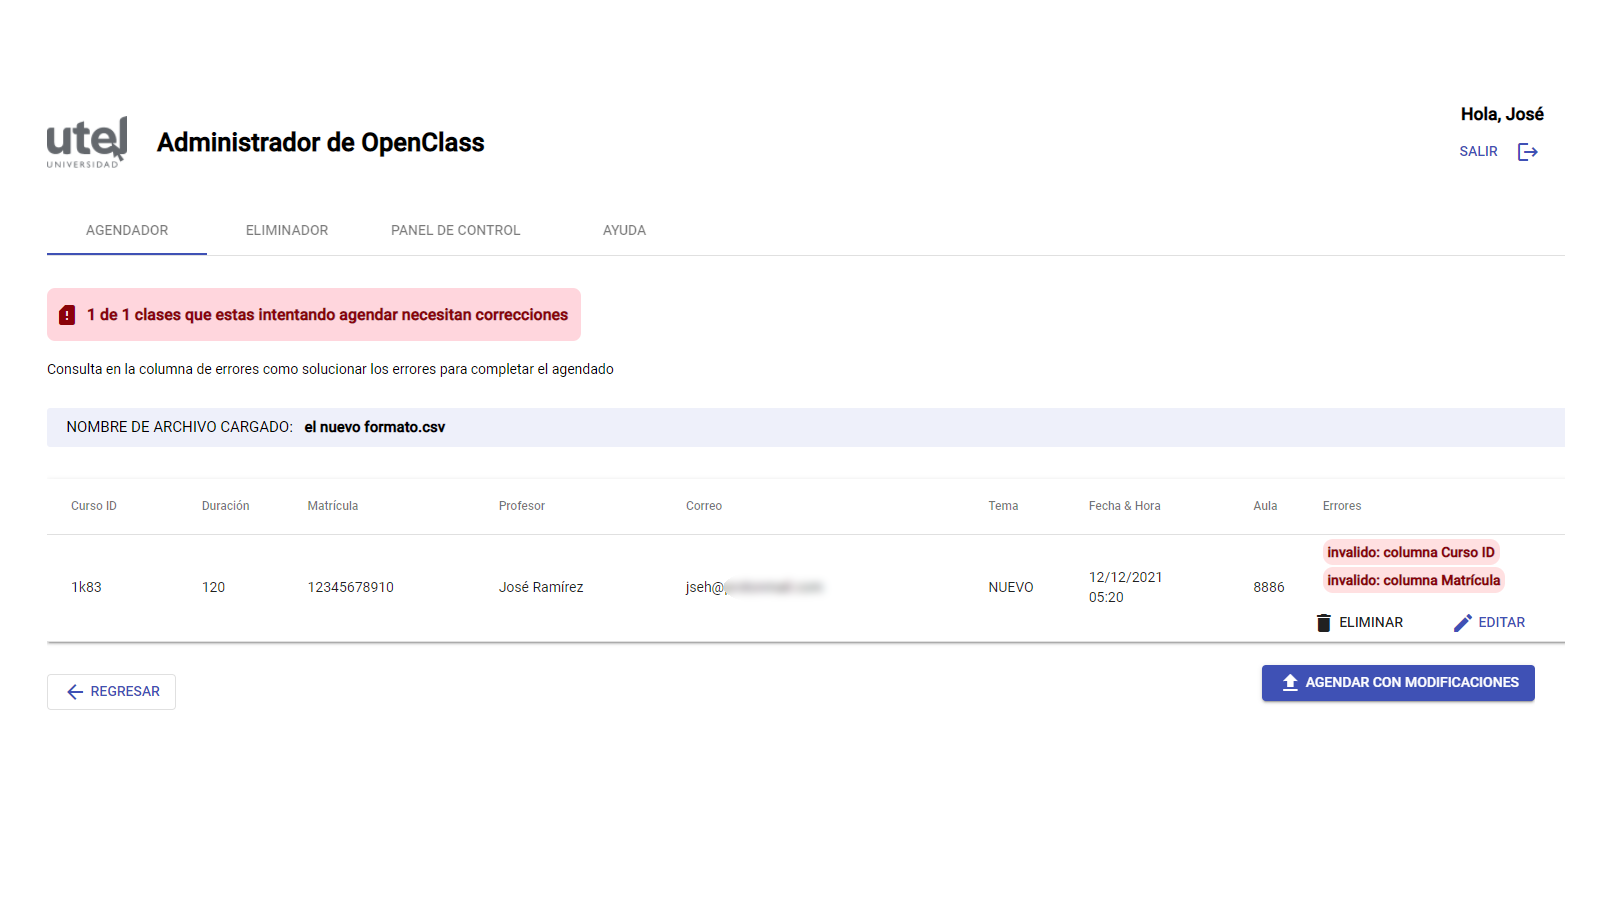 utel
UNIVERSIDAD
Administrador de OpenClass
Hola, José
SALIR
AGENDADOR ELIMINADOR PANEL DE CONTROL AYUDA
1 de 1 clases que estas intentando agendar necesitan correcciones
Consulta en la columna de errores como solucionar los errores para completar el agendado
NOMBRE DE ARCHIVO CARGADO: el nuevo formato.csv
Curso ID Duración Matrícula Profesor Correo Tema Fecha & Hora Aula Errores
1k83 120 12345678910 José Ramírez jseh@ NUEVO 12/12/2021 05:20 8886
invalido: columna Curso ID
invalido: columna Matrícula
ELIMINAR EDITAR
REGRESAR
AGENDAR CON MODIFICACIONES